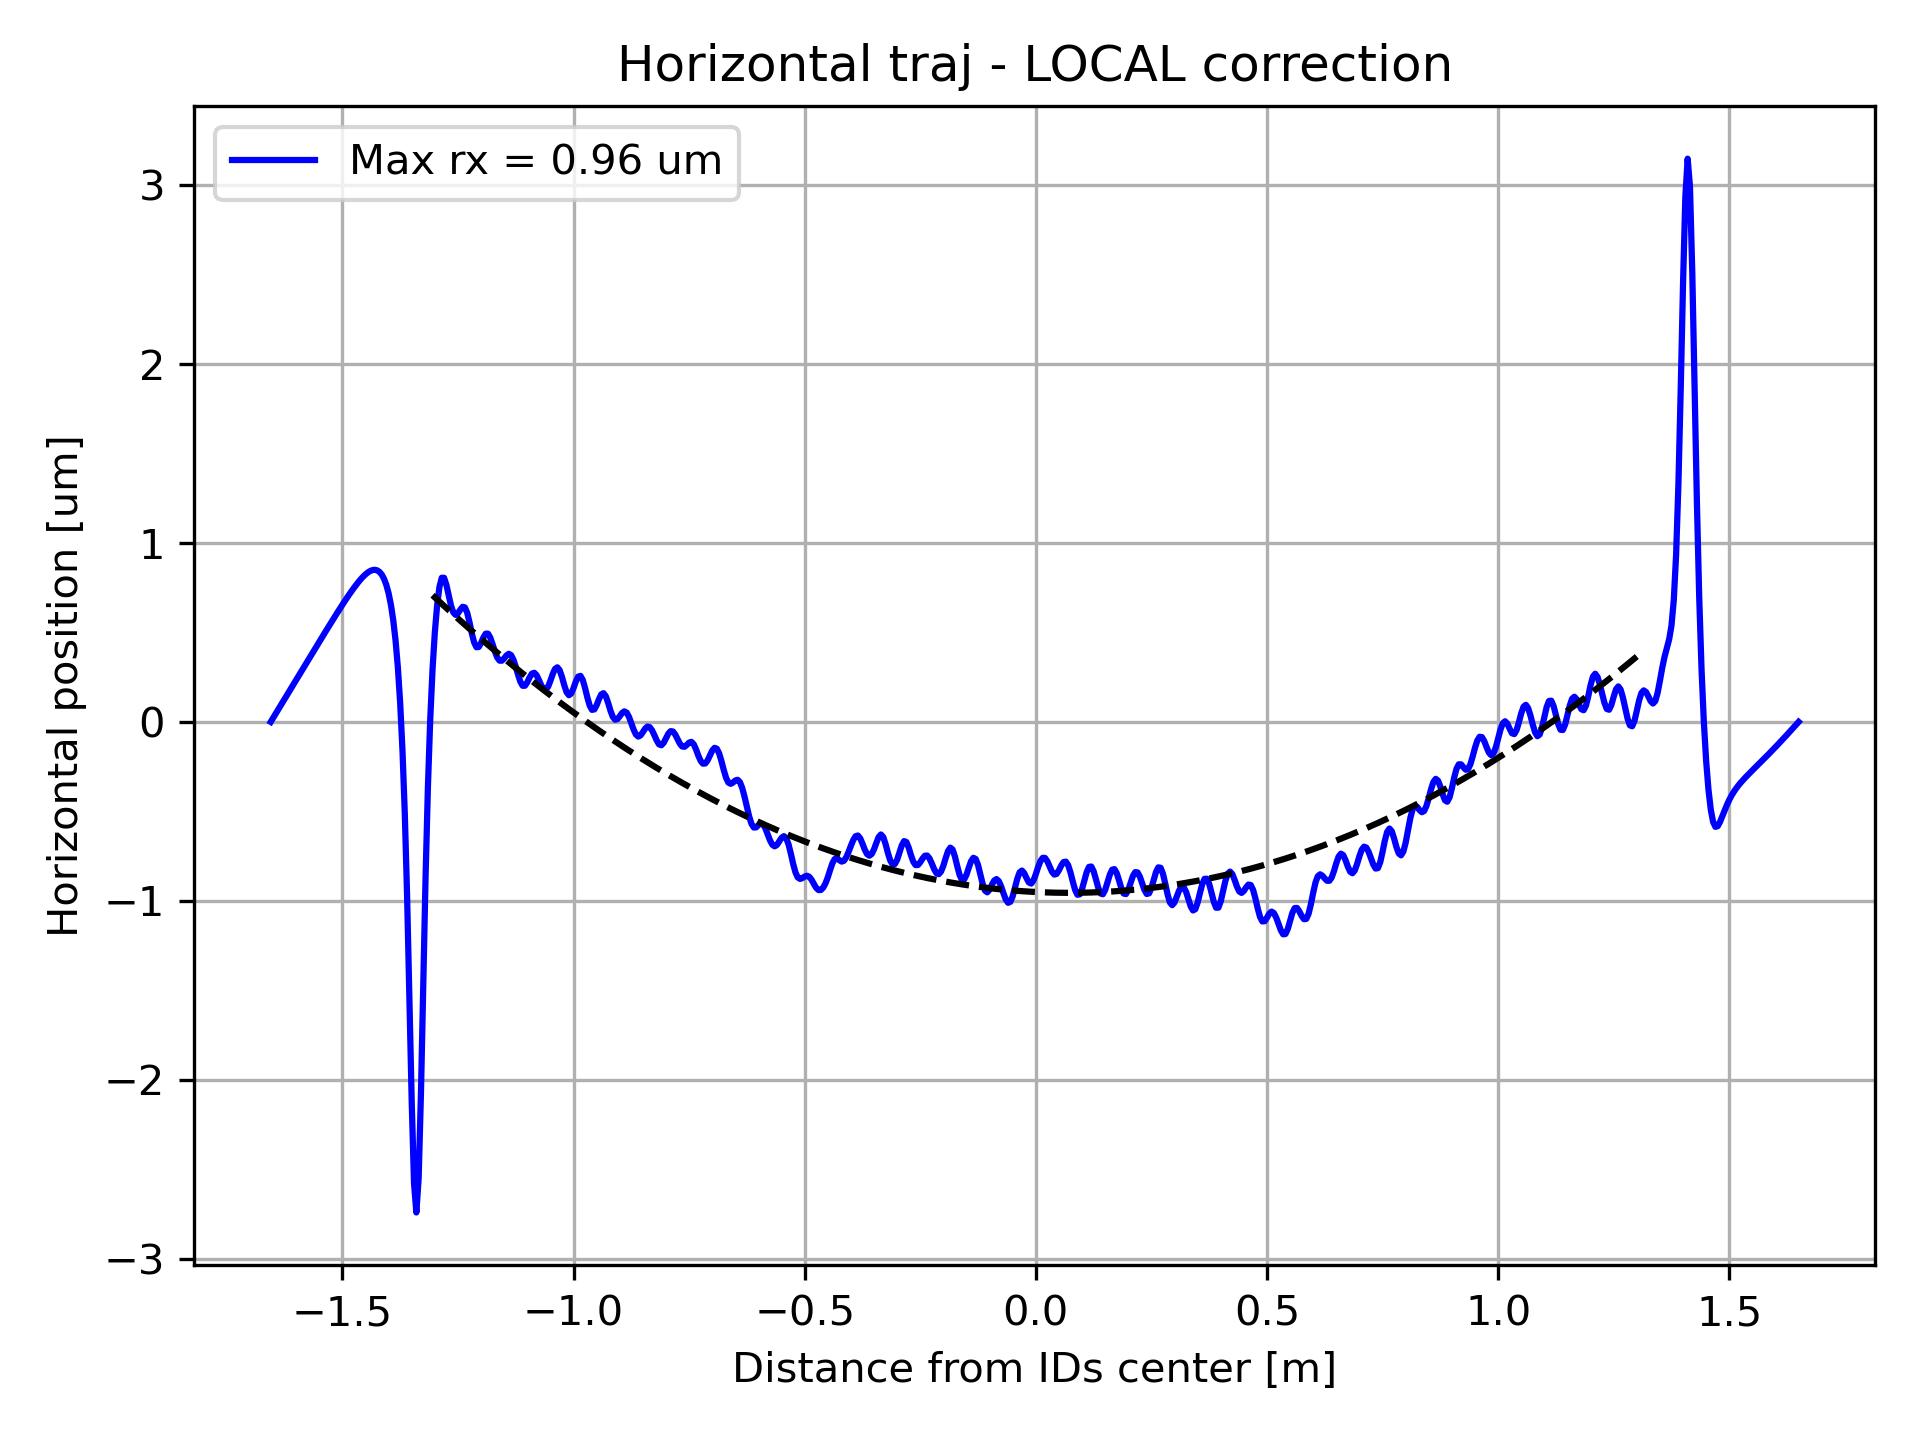 Horizontal traj - LOCAL correction
Max rx = 0.96 um
Horizontal position [um]
3
2
1
0
−1
−2
−3
−1.5 −1.0 −0.5 0.0 0.5 1.0 1.5
Distance from IDs center [m]